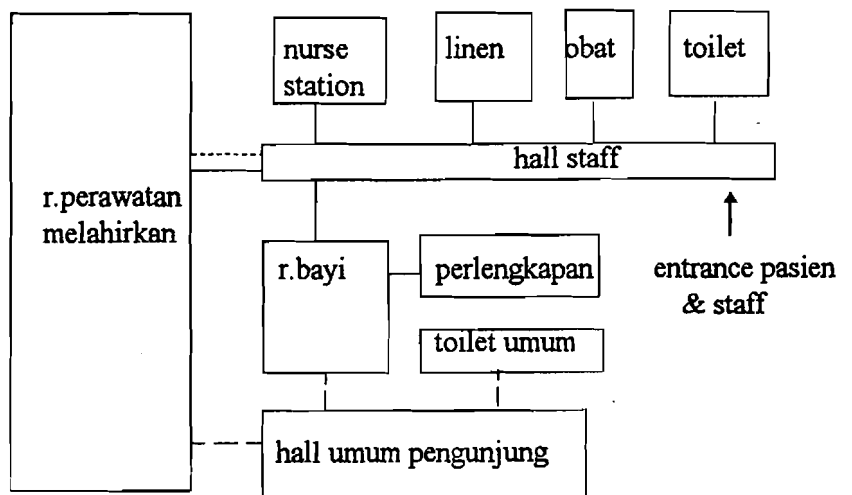 nurse
station
linen
obat
toilet
hall staff
r.perawatan
melahirkan
r.bayi
perlengkapan
entrance pasien
& staff
toilet umum
hall umum pengunjung